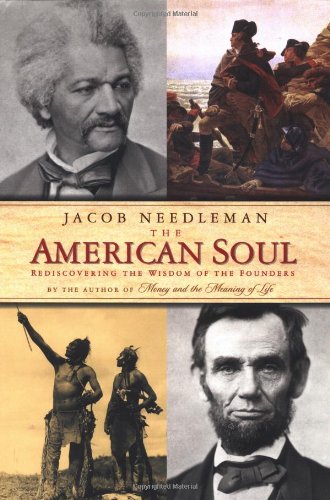 JACOB NEEDLEMAN
THE
AMERICAN SOUL
REDISCOVERING THE WISDOM OF THE FOUNDERS
BY THE AUTHOR OF Money and the Meaning of Life